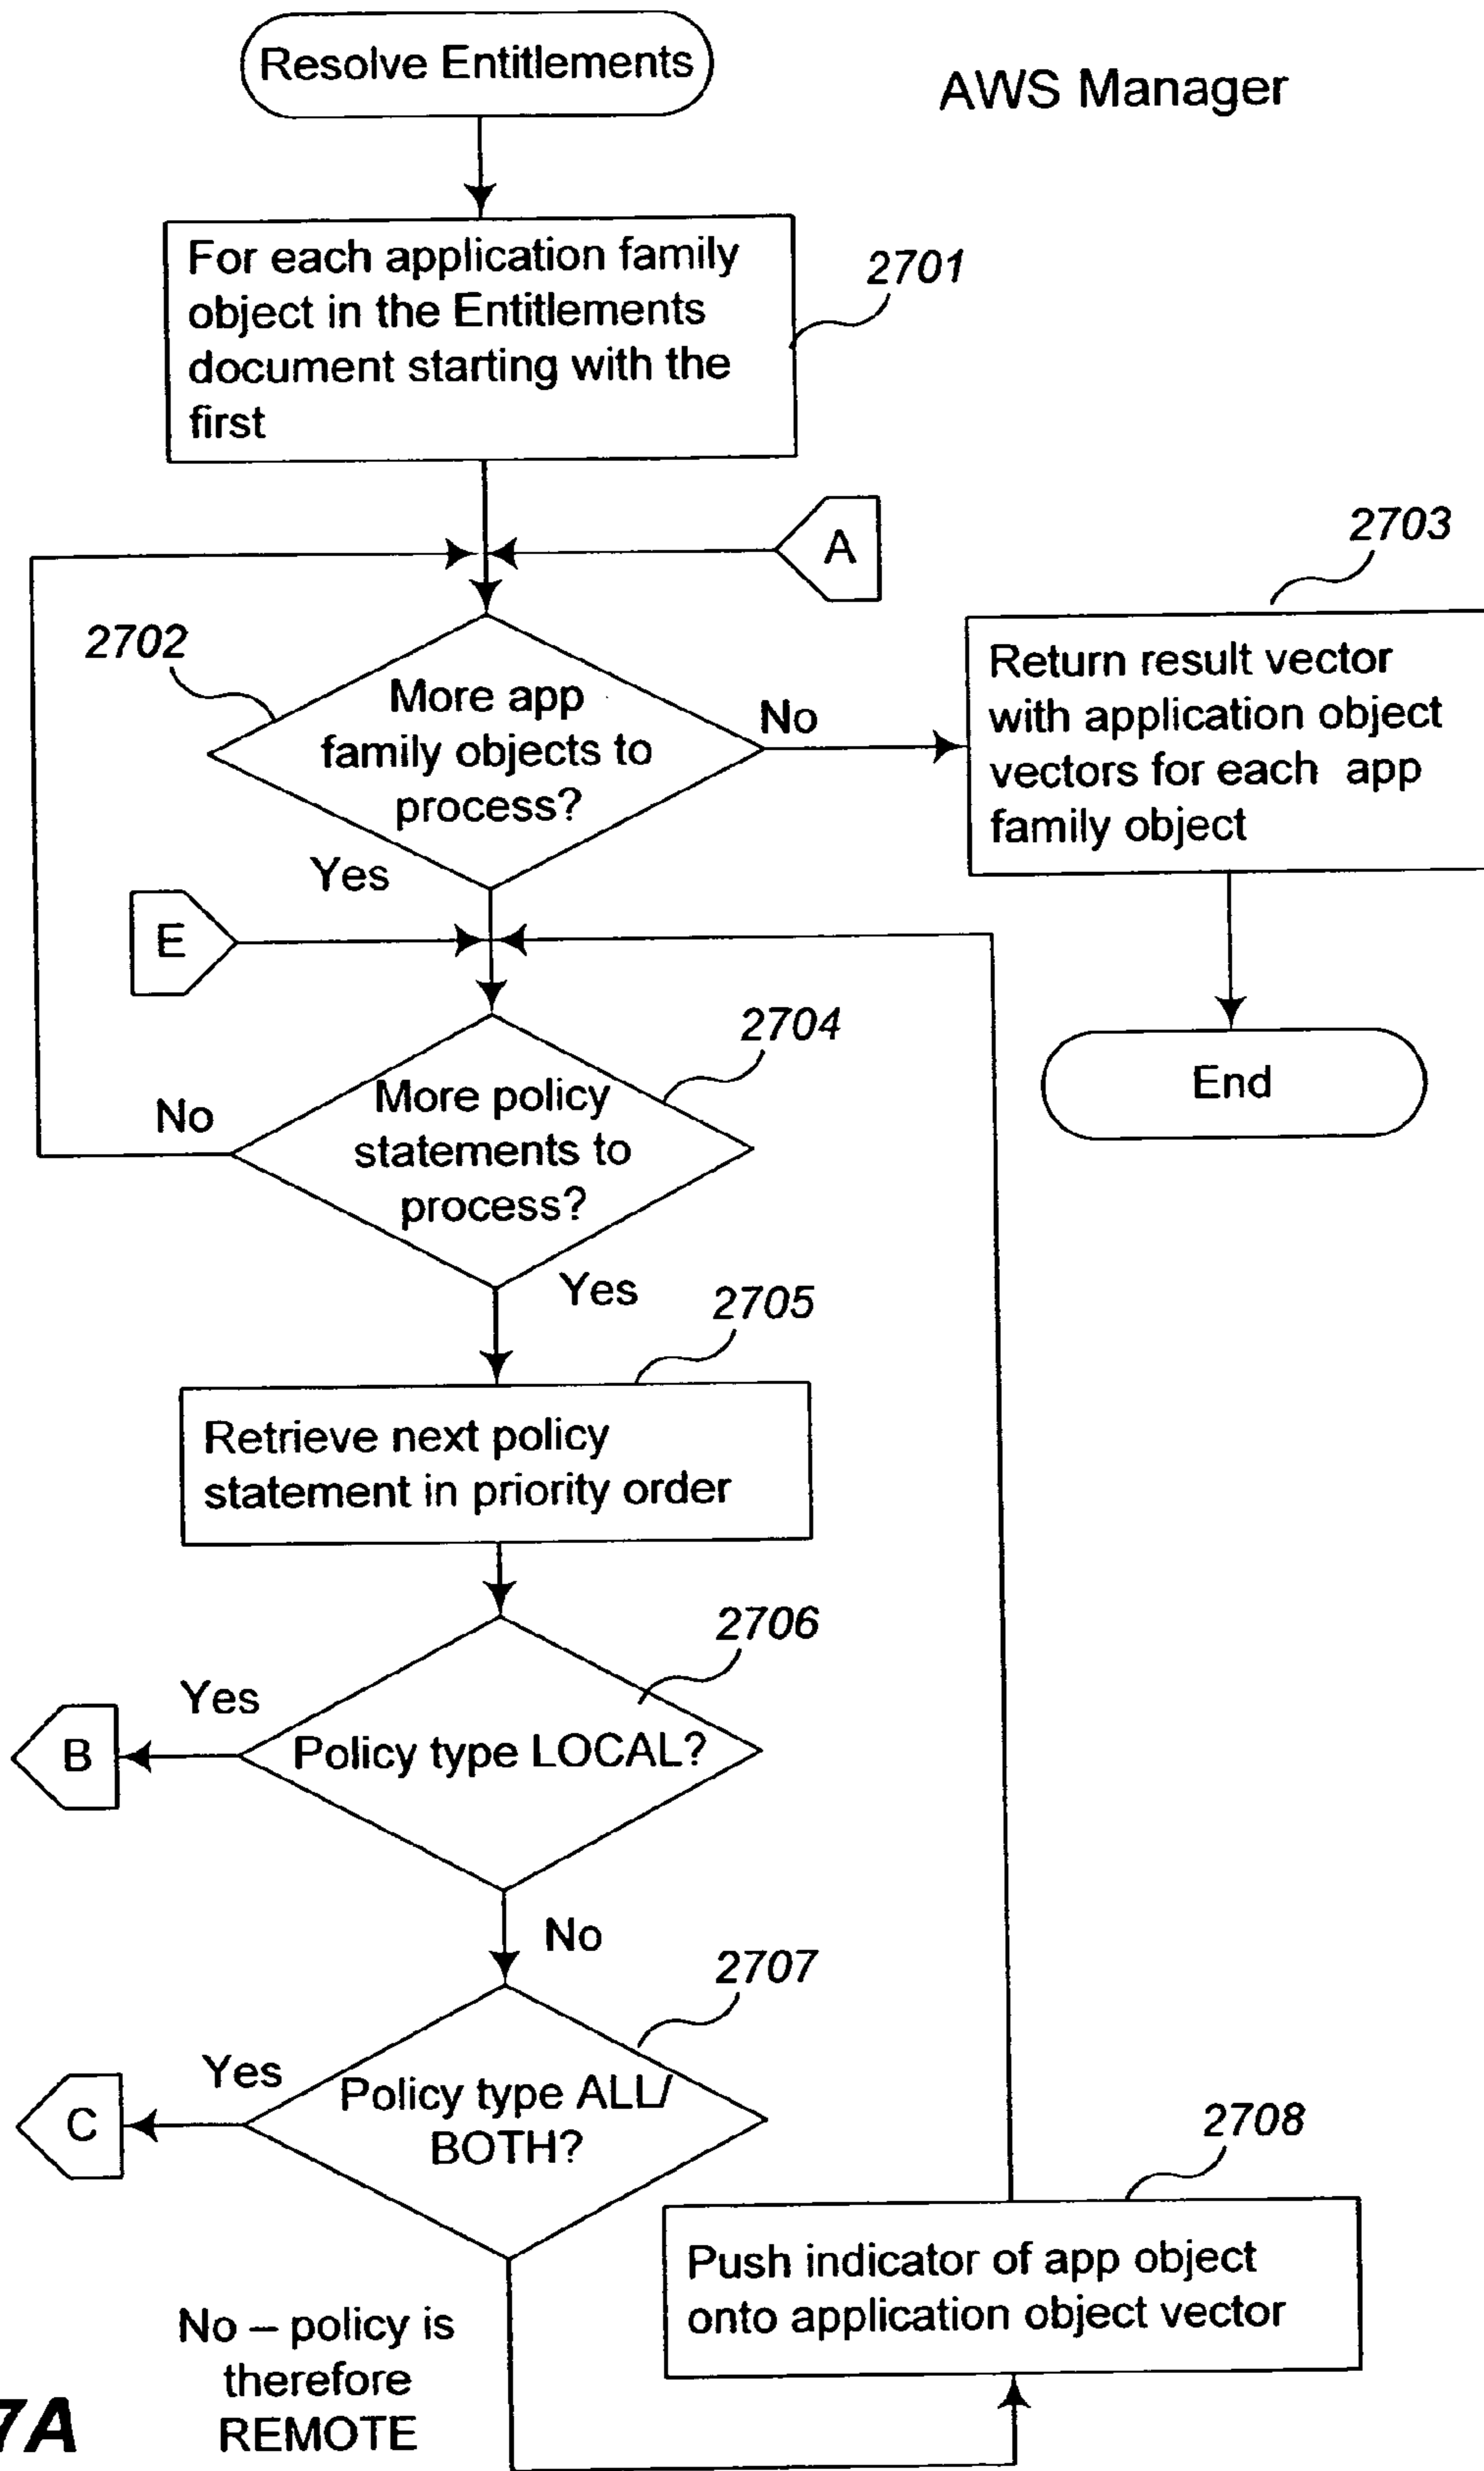 Resolve Entitlements
AWS Manager
For each application family
object in the Entitlements
document starting with the
first
2701
A
2703
2702
More app
family objects to
process?
No
Return result vector
with application object
vectors for each app
family object
Yes
E
2704
More policy
statements to
process?
No
End
Yes
2705
Retrieve next policy
statement in priority order
2706
Yes
Policy type LOCAL?
B
No
2707
Yes
Policy type ALL/
BOTH?
C
2708
Push indicator of app object
onto application object vector
No – policy is
therefore
REMOTE
7A